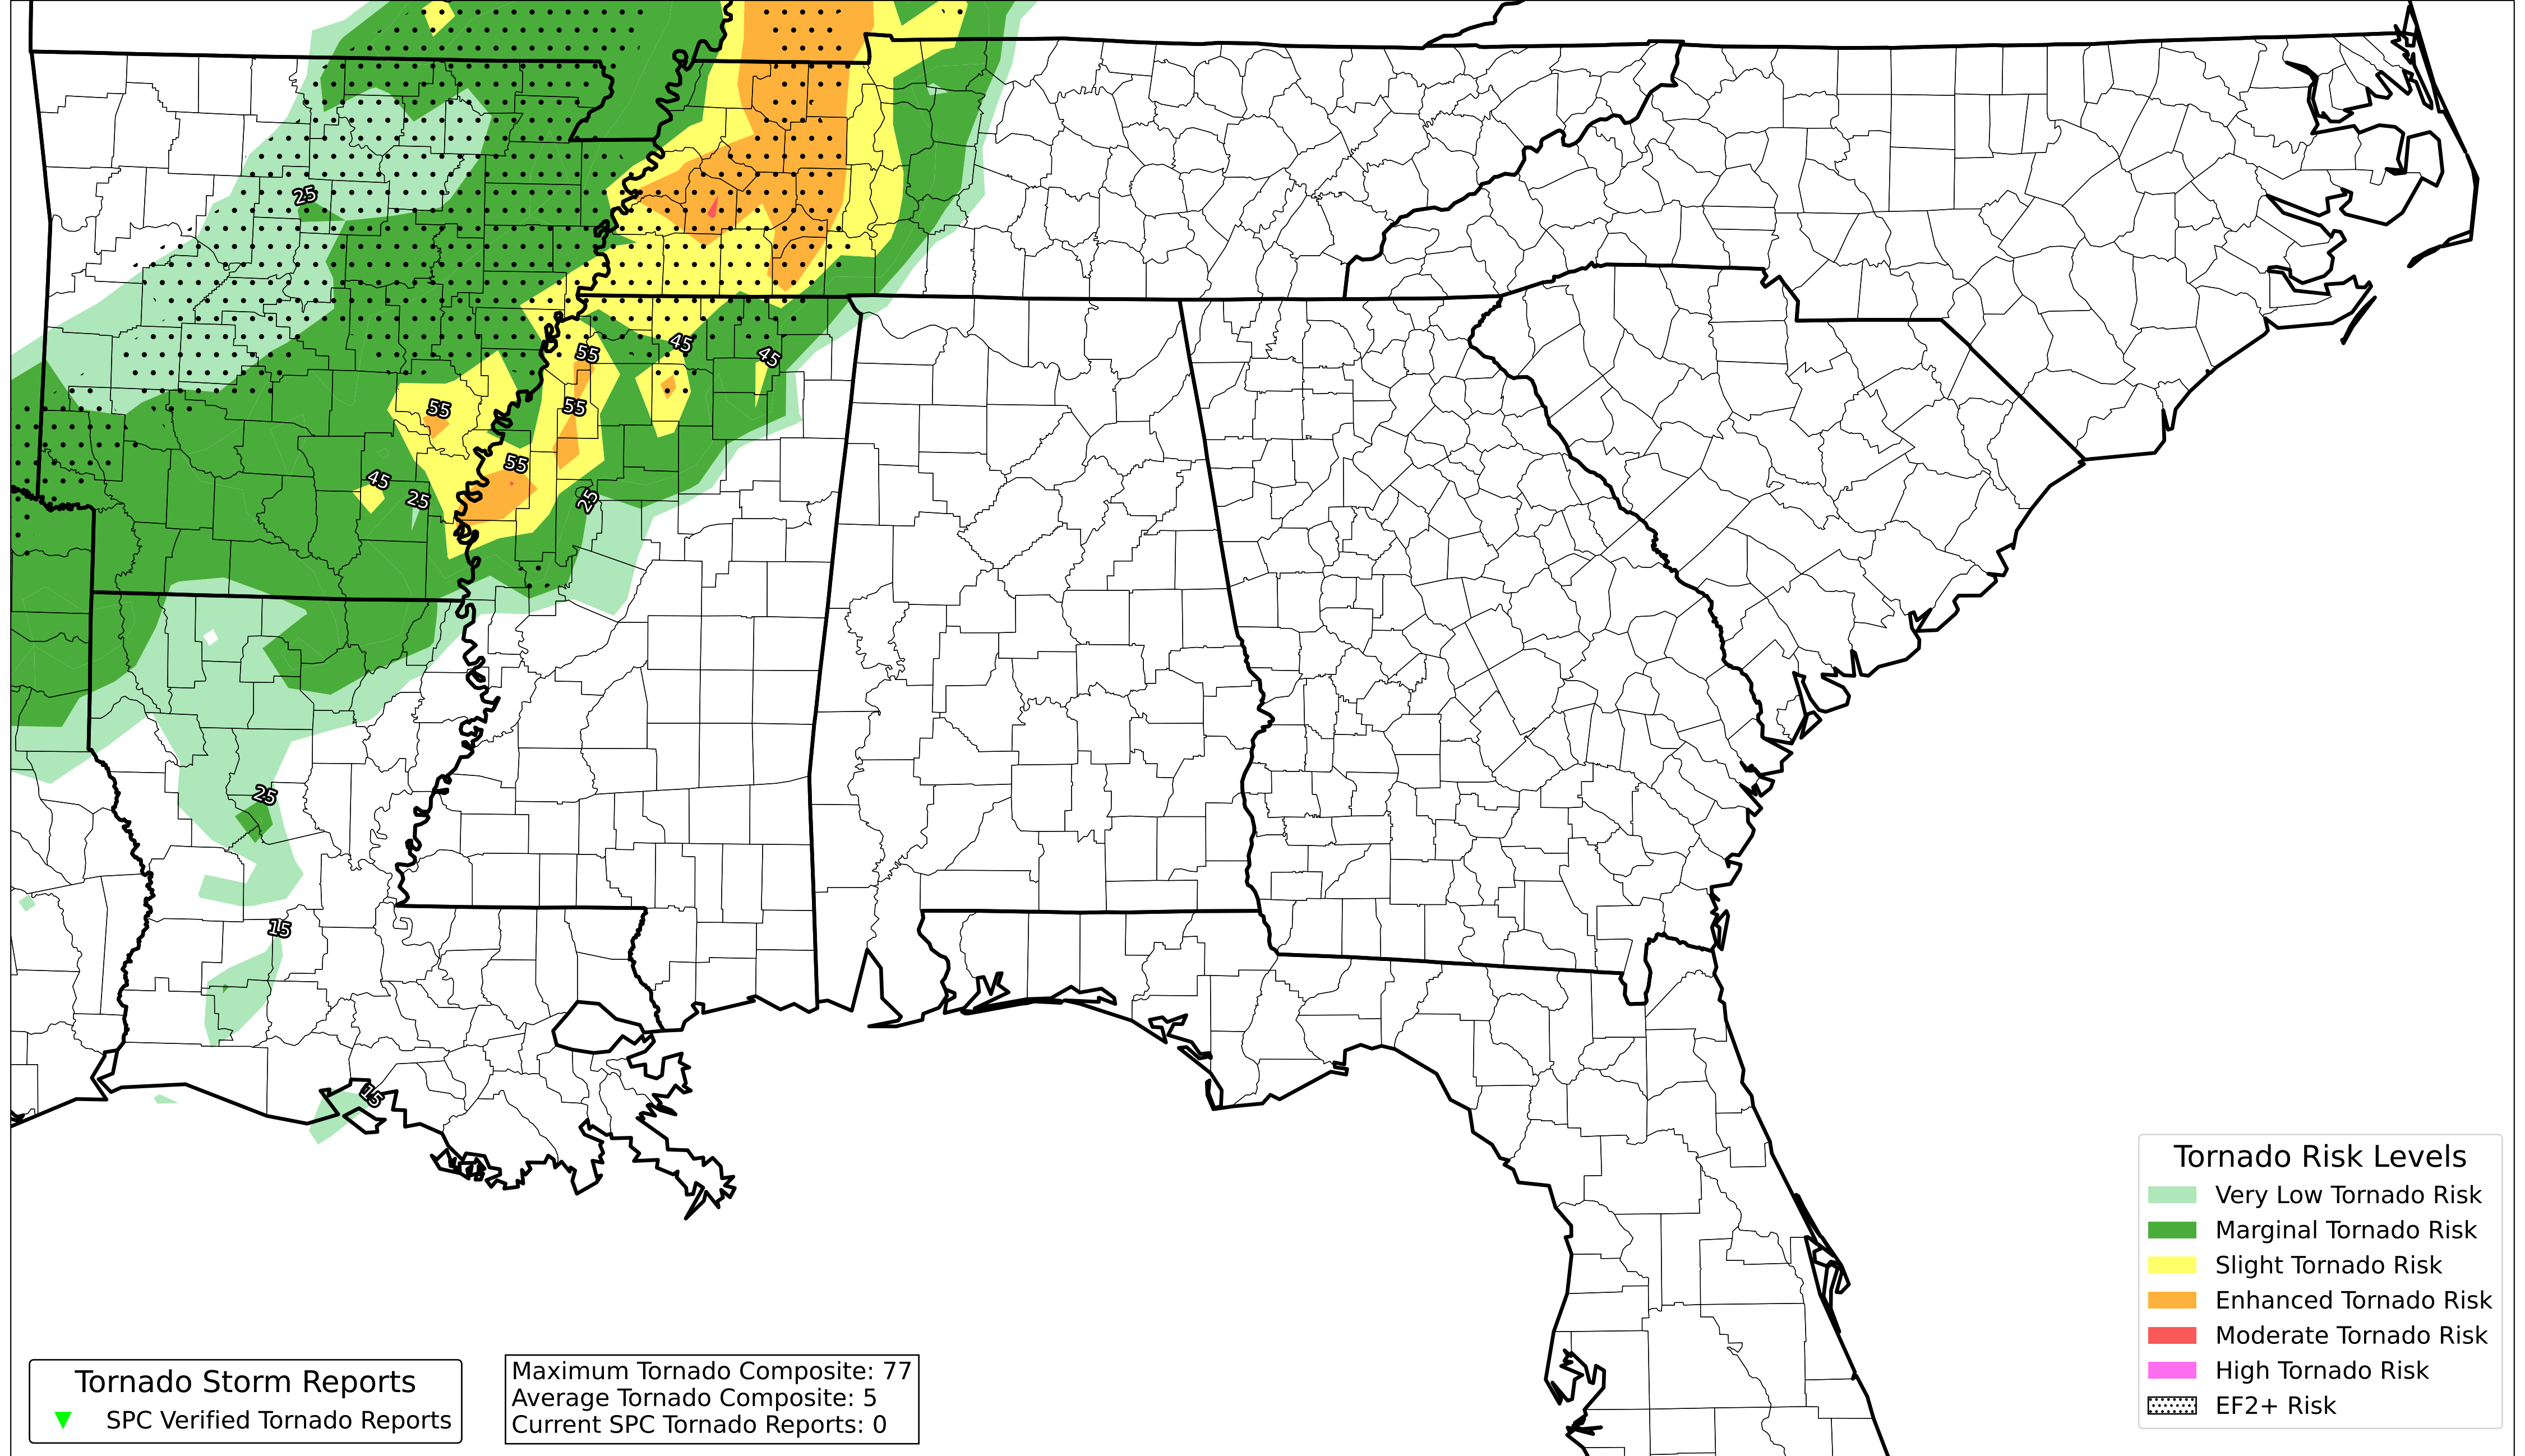 25
45
45
55
55
55
55
45
25
25
25
15
15
Tornado Risk Levels
Very Low Tornado Risk
Marginal Tornado Risk
Slight Tornado Risk
Enhanced Tornado Risk
Moderate Tornado Risk
High Tornado Risk
EF2+ Risk
Tornado Storm Reports
SPC Verified Tornado Reports
Maximum Tornado Composite: 77
Average Tornado Composite: 5
Current SPC Tornado Reports: 0